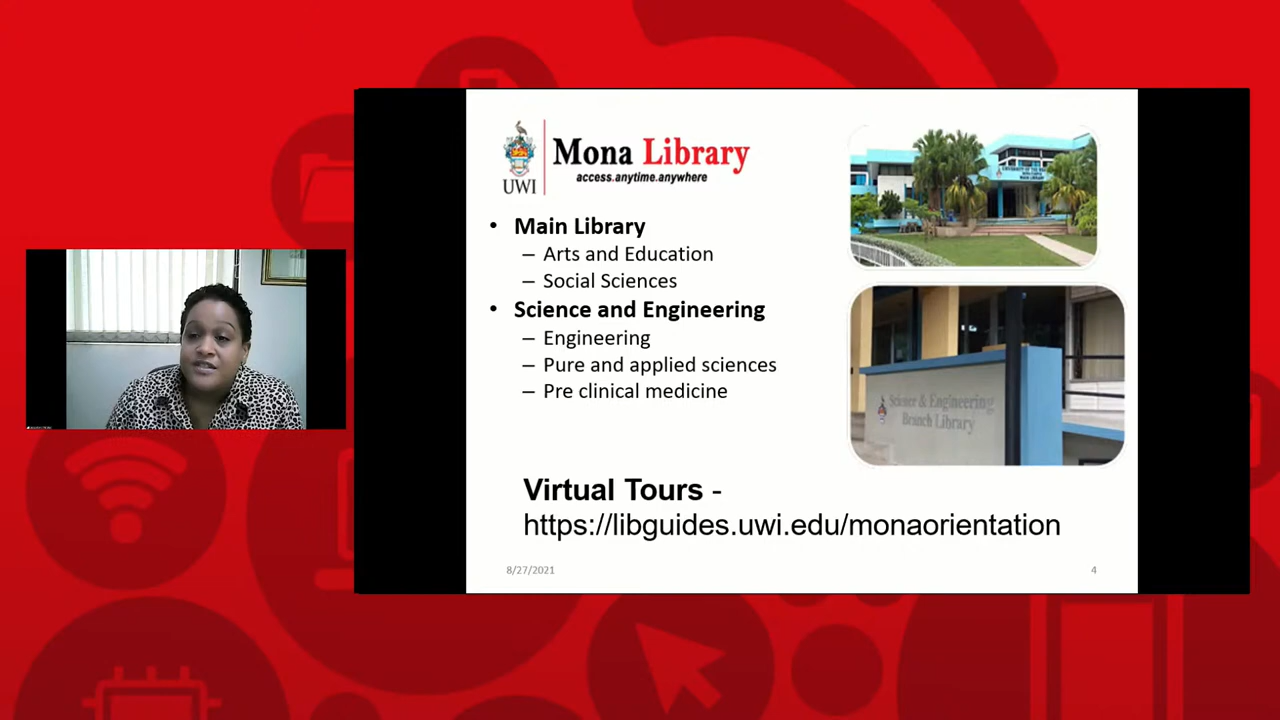 UWI
Mona Library
access.anytime.anywhere
• Main Library
– Arts and Education
– Social Sciences
• Science and Engineering
– Engineering
– Pure and applied sciences
– Pre clinical medicine
Science & Engineering
Branch Library
Virtual Tours -
https://libguides.uwi.edu/monaorientation
8/27/2021
4